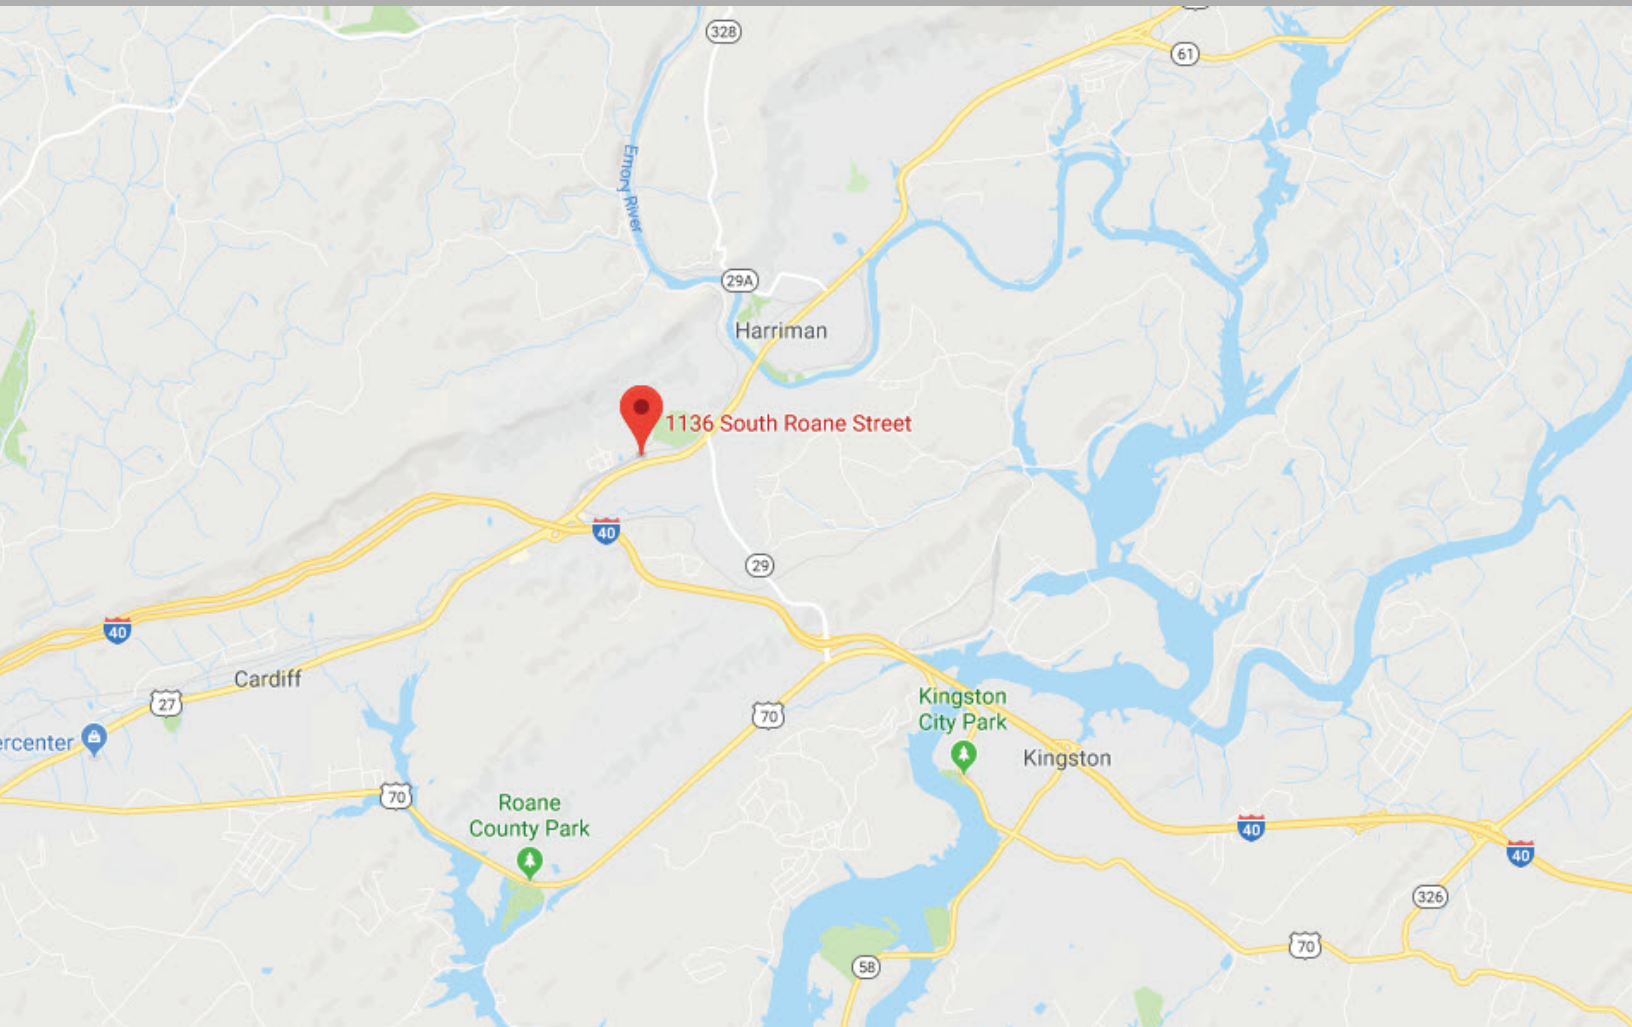 328
61
Emory River
29A
Harriman
1136 South Roane Street
40
29
40
Cardiff
27
ercenter
70
Kingston
City Park
Kingston
70
Roane
County Park
40
40
326
70
58